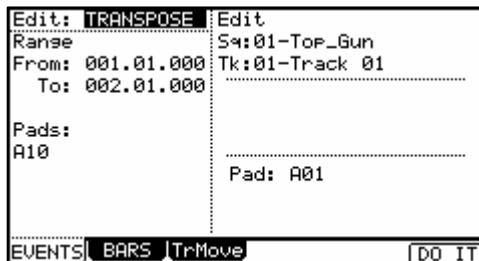 Edit: TRANSPOSE
Range
From: 001.01.000
To: 002.01.000
Pads:
A10
Edit
Sq:01-Top_Gun
Tk:01-Track 01
Pad: A01
EVENTS BARS TrMove DO IT